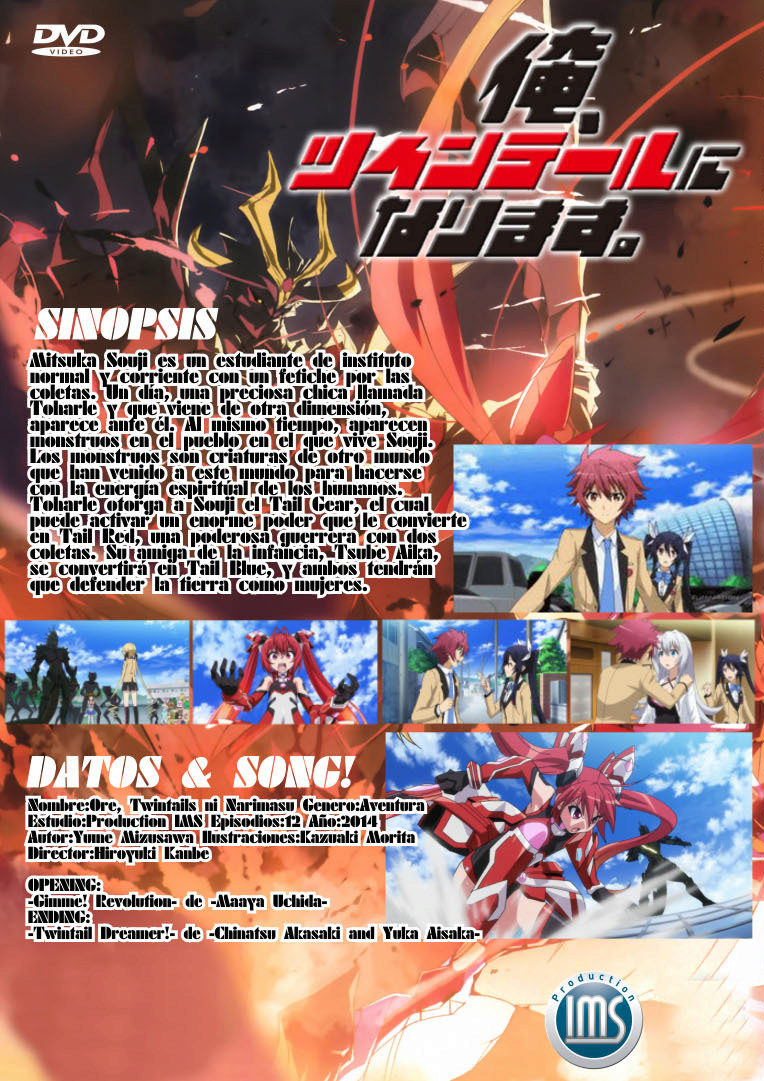 DVD
VIDEO
俺、
ツインテールに
なります。
SINOPSIS
Mitsuka Souji es un estudiante de instituto
normal y corriente con un fetiche por las
coletas. Un día, una preciosa chica llamada
Toharle y que viene de otra dimensión,
aparece ante él. Al mismo tiempo, aparecen
monstruos en el pueblo en el que vive Souji.
Los monstruos son criaturas de otro mundo
que han venido a este mundo para hacerse
con la energía espiritual de los humanos.
Toharle otorga a Souji el Tail Gear, el cual
puede activar un enorme poder que le convierte
en Tail Red, una poderosa guerrera con dos
coletas. Su amiga de la infancia, Tsube Aika,
se convertirá en Tail Blue, y ambos tendrán
que defender la tierra como mujeres.
FUNIMATION
DATOS & SONG!
Nombre:Ore, Twintails ni Narimasu Genero:Aventura
Estudio:Production IMS Episodios:12 Año:2014
Autor:Yume Mizusawa Ilustraciones:Kazuaki Morita
Director:Hiroyuki Kanbe
OPENING:
-Gimme! Revolution- de -Maaya Uchida-
ENDING:
-Twintail Dreamer!- de -Chinatsu Akasaki and Yuka Aisaka-
Production
IMS